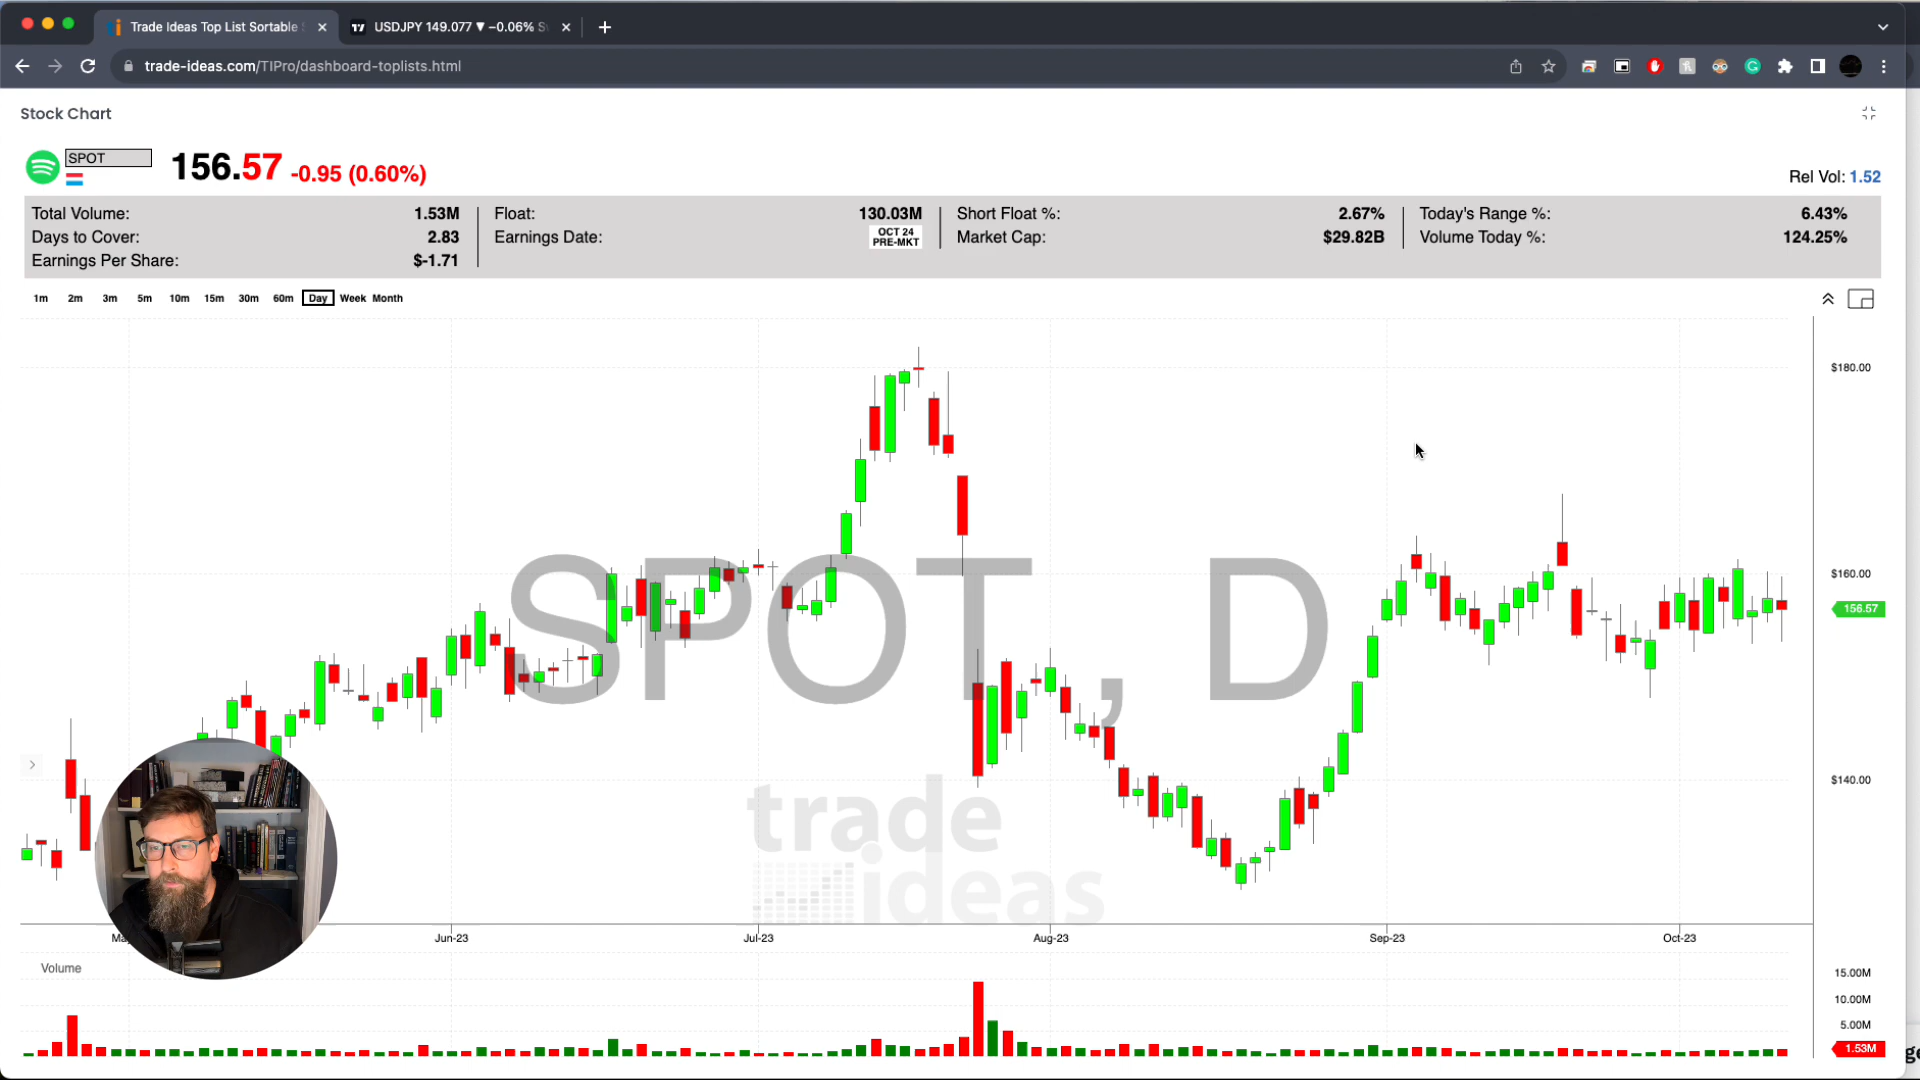 Trade Ideas Top List Sortable
USDJPY 149.077 ▼ −0.06%
trade-ideas.com/TIPro/dashboard-toplists.html
Stock Chart
SPOT
156.57 -0.95 (0.60%)
Rel Vol: 1.52
Total Volume: 1.53M
Float: 130.03M
Short Float %: 2.67%
Today's Range %: 6.43%
Days to Cover: 2.83
Earnings Date: OCT 24
PRE-MKT
Market Cap: $29.82B
Volume Today %: 124.25%
Earnings Per Share: $-1.71
1m 2m 3m 5m 10m 15m 30m 60m Day Week Month
SPOT, D
trade
ideas
$180.00
$160.00
156.57
$140.00
Jun-23 Jul-23 Aug-23 Sep-23 Oct-23
Volume
15.00M
10.00M
5.00M
1.53M